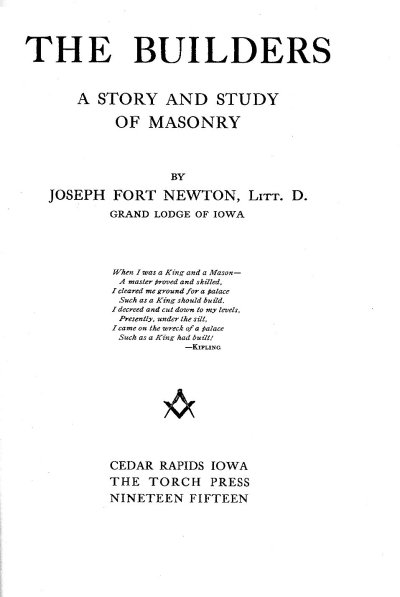 THE BUILDERS
A STORY AND STUDY
OF MASONRY
BY
JOSEPH FORT NEWTON, LITT. D.
GRAND LODGE OF IOWA
When I was a King and a Mason—
A master proved and skilled,
I cleared me ground for a palace
Such as a King should build.
I decreed and cut down to my levels,
Presently, under the silt,
I came on the wreck of a palace
Such as a King had built!
—KIPLING
CEDAR RAPIDS IOWA
THE TORCH PRESS
NINETEEN FIFTEEN